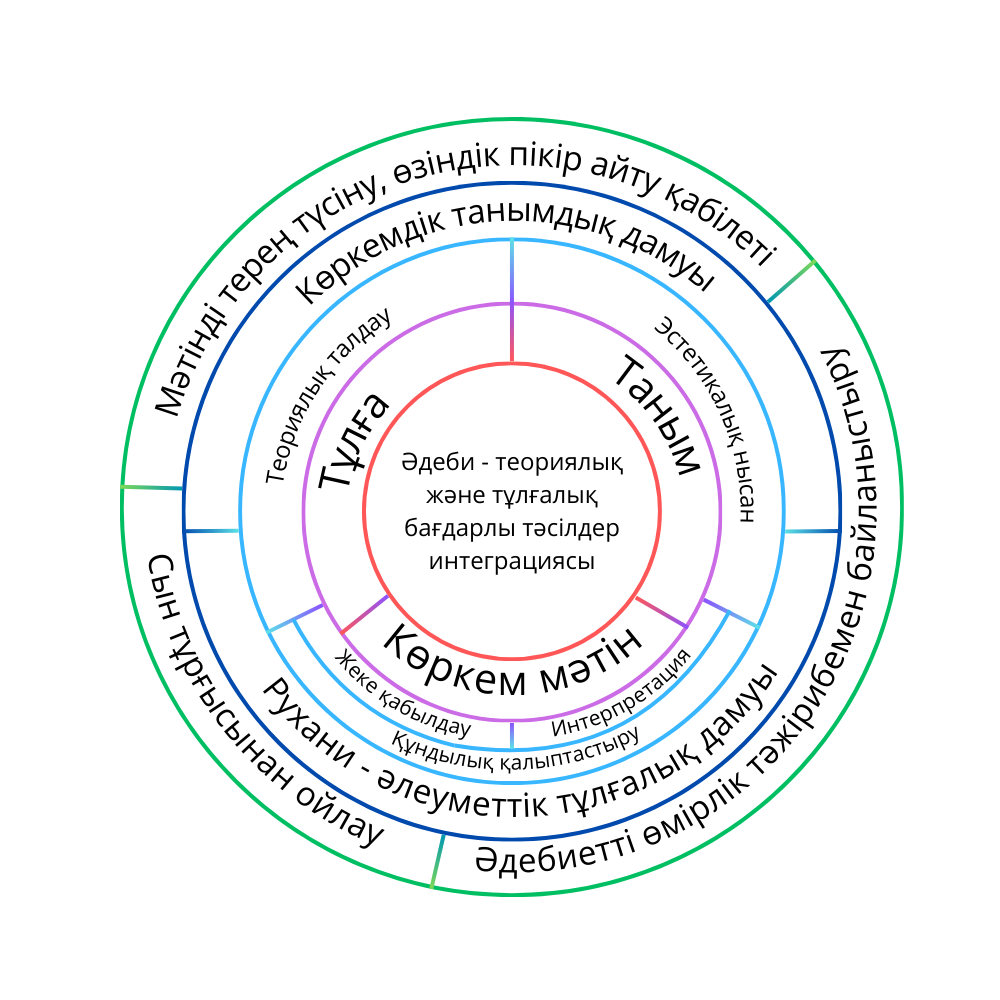 Мәтінді терең түсіну, өзіндік пікір айту қабілеті
Көркемдік танымдық дамуы
Теориялық талдау
Эстетикалық нысан
Тұлға
Таным
Әдеби - теориялық
және тұлғалық
бағдарлы тәсілдер
интеграциясы
Көркем мәтін
Жеке қабылдау
Интерпретация
Құндылық қалыптастыру
Рухани - әлеуметтік тұлғалық дамуы
Сын тұрғысынан ойлау
Әдебиетті өмірлік тәжірибемен байланыстыру